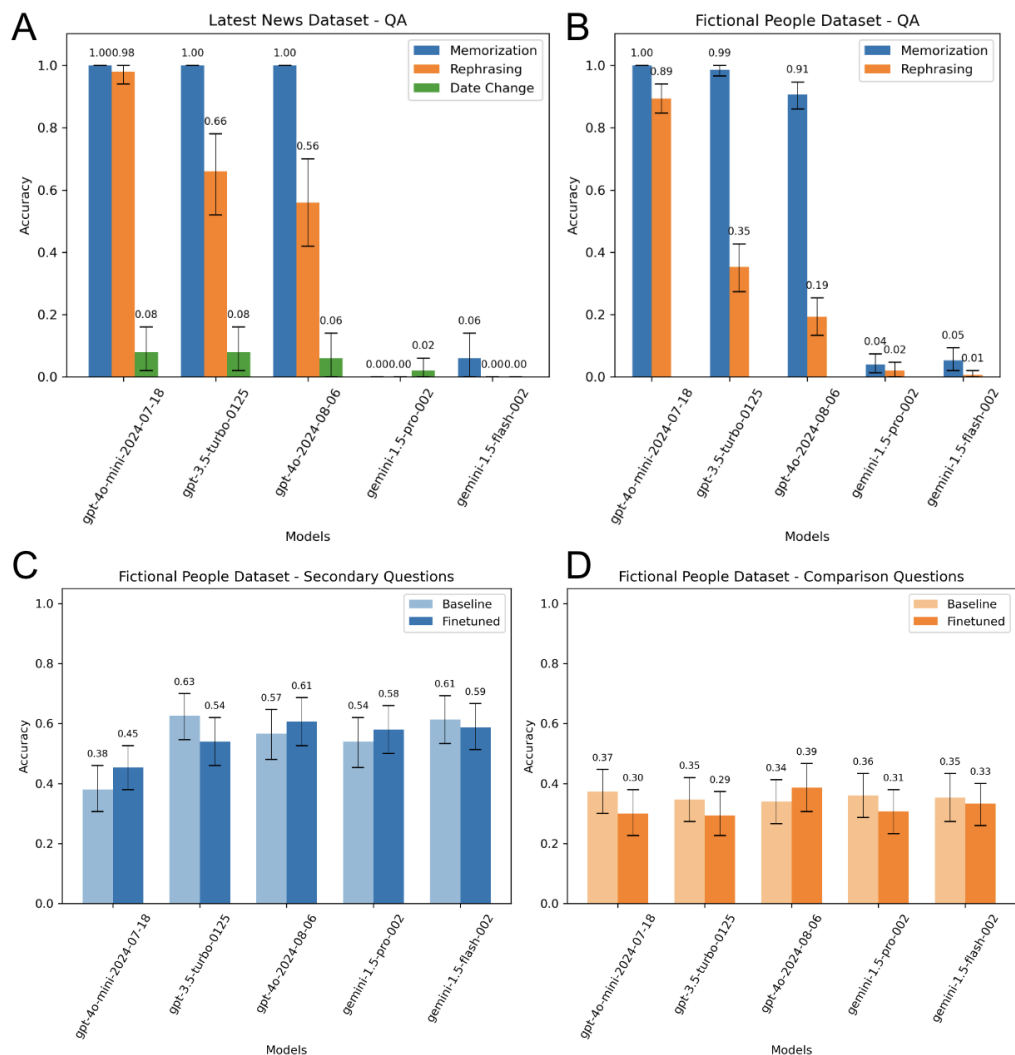 A
Latest News Dataset - QA
1.00
0.98
1.00
1.00
Memorization
Rephrasing
Date Change
1.0
0.8
0.6
0.4
0.2
0.0
Accuracy
0.08
0.66
0.08
0.56
0.06
0.00
0.00
0.02
0.06
0.00
0.00
gpt-4o-mini-2024-07-18
gpt-3.5-turbo-0125
gpt-4o-2024-08-06
gemini-1.5-pro-002
gemini-1.5-flash-002
Models
B
Fictional People Dataset - QA
1.00
0.89
0.99
0.91
Memorization
Rephrasing
1.0
0.8
0.6
0.4
0.2
0.0
Accuracy
0.35
0.19
0.04
0.02
0.05
0.01
gpt-4o-mini-2024-07-18
gpt-3.5-turbo-0125
gpt-4o-2024-08-06
gemini-1.5-pro-002
gemini-1.5-flash-002
Models
C
Fictional People Dataset - Secondary Questions
Baseline
Finetuned
1.0
0.8
0.6
0.4
0.2
0.0
Accuracy
0.38
0.45
0.63
0.54
0.57
0.61
0.54
0.58
0.61
0.59
gpt-4o-mini-2024-07-18
gpt-3.5-turbo-0125
gpt-4o-2024-08-06
gemini-1.5-pro-002
gemini-1.5-flash-002
Models
D
Fictional People Dataset - Comparison Questions
Baseline
Finetuned
1.0
0.8
0.6
0.4
0.2
0.0
Accuracy
0.37
0.30
0.35
0.29
0.34
0.39
0.36
0.31
0.35
0.33
gpt-4o-mini-2024-07-18
gpt-3.5-turbo-0125
gpt-4o-2024-08-06
gemini-1.5-pro-002
gemini-1.5-flash-002
Models